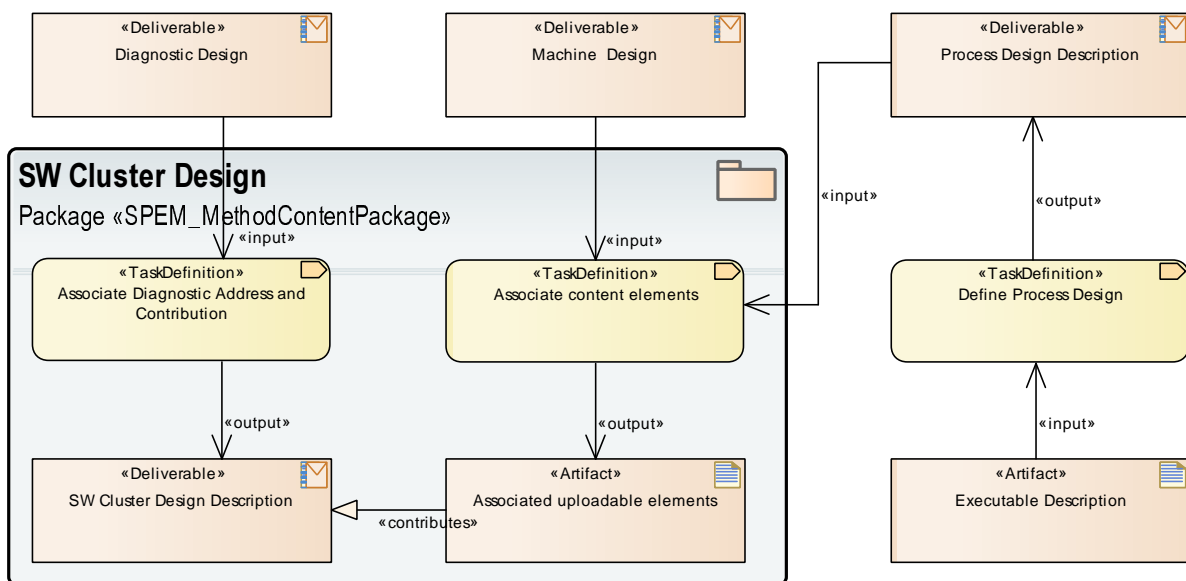 «Deliverable»
Diagnostic Design
«Deliverable»
Machine  Design
«Deliverable»
Process Design Description
SW Cluster Design
Package «SPEM_MethodContentPackage»
«input»
«input»
«input»
«output»
«TaskDefinition»
Associate Diagnostic Address and
Contribution
«TaskDefinition»
Associate content elements
«TaskDefinition»
Define Process Design
«output»
«output»
«input»
«Deliverable»
SW Cluster Design Description
«contributes»
«Artifact»
Associated uploadable elements
«Artifact»
Executable Description